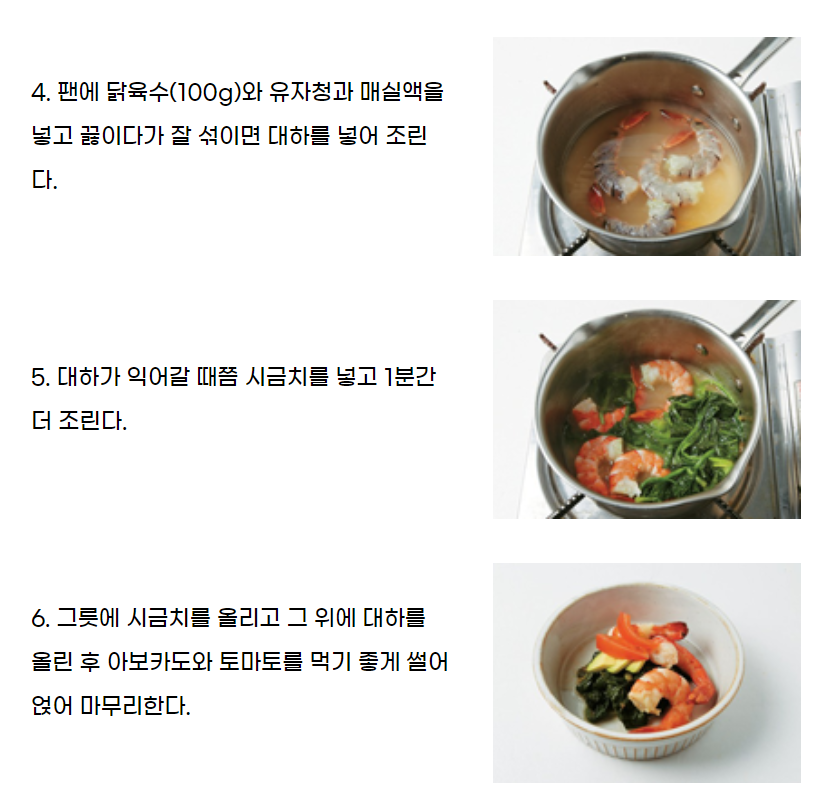 4. 팬에 닭육수(100g)와 유자청과 매실액을
넣고 끓이다가 잘 섞이면 대하를 넣어 조린
다.
5. 대하가 익어갈 때쯤 시금치를 넣고 1분간
더 조린다.
6. 그릇에 시금치를 올리고 그 위에 대하를
올린 후 아보카도와 토마토를 먹기 좋게 썰어
얹어 마무리한다.